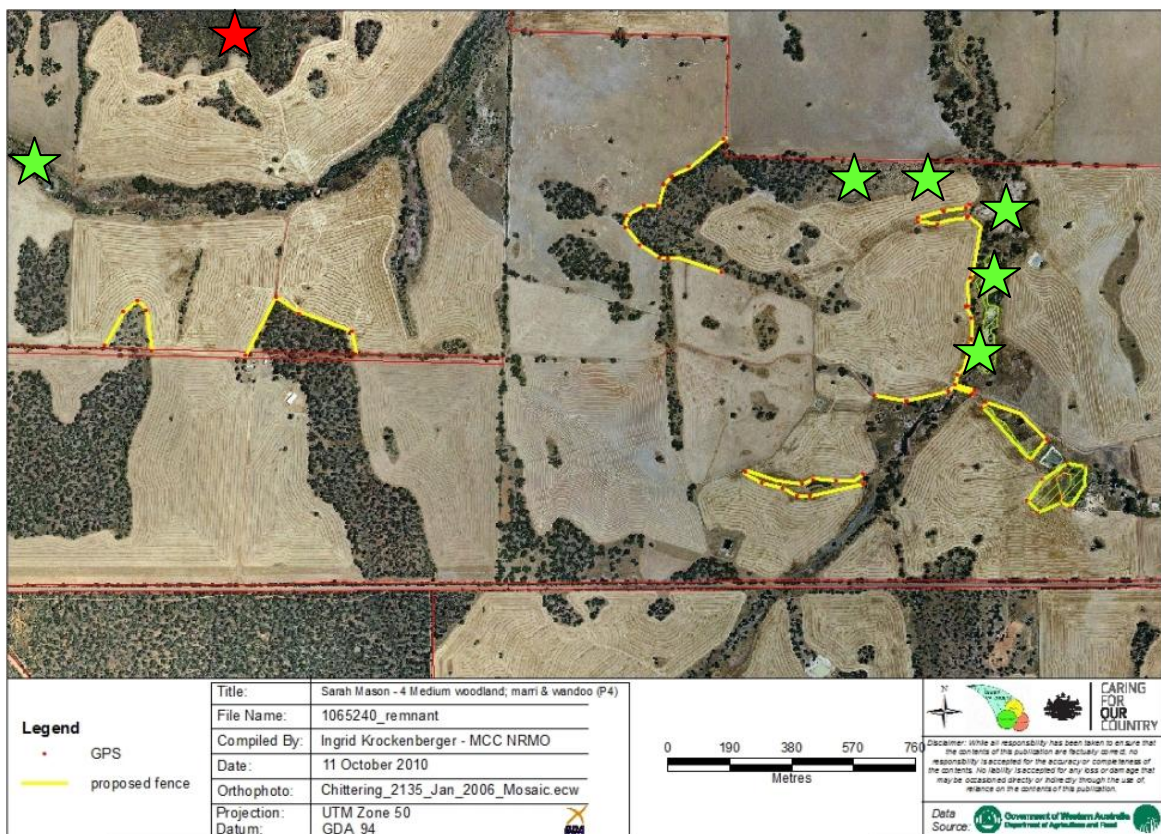 Legend
GPS
proposed fence
Title: Sarah Mason - 4 Medium woodland; marri & wandoo (P4)
File Name: 1065240_remnant
Compiled By: Ingrid Krockenberger - MCC NRMO
Date: 11 October 2010
Orthophoto: Chittering_2135_Jan_2006_Mosaic.ecw
Projection: UTM Zone 50
Datum: GDA 94
GDA
0 190 380 570 760
Metres
N
CARING
FOR
OUR
COUNTRY
Disclaimer: While all responsibility has been taken to ensure that
the contents of this publication are factually correct, no
responsibility is accepted for the accuracy or completeness of
the contents. No liability is accepted for any loss or damage that
may be occasioned directly or indirectly through the use of,
reliance on the contents of this publication.
Data
Source:
Government of Western Australia
Department of Agriculture and Food